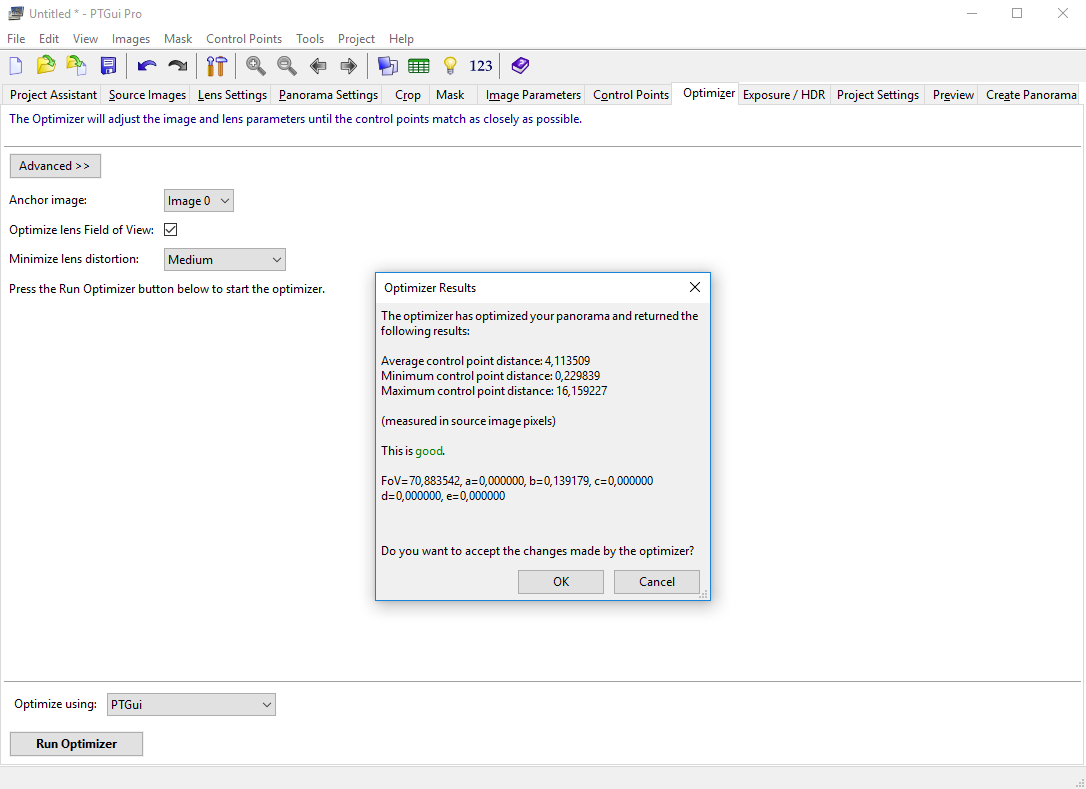 Untitled * - PTGui Pro
File Edit View Images Mask Control Points Tools Project Help
123
Project Assistant Source Images Lens Settings Panorama Settings Crop Mask Image Parameters Control Points Optimizer Exposure / HDR Project Settings Preview Create Panorama
The Optimizer will adjust the image and lens parameters until the control points match as closely as possible.
Advanced >>
Anchor image: Image 0
Optimize lens Field of View:
Minimize lens distortion: Medium
Press the Run Optimizer button below to start the optimizer.
Optimizer Results
The optimizer has optimized your panorama and returned the
following results:
Average control point distance: 4,113509
Minimum control point distance: 0,229839
Maximum control point distance: 16,159227
(measured in source image pixels)
This is good.
FoV=70,883542, a=0,000000, b=0,139179, c=0,000000
d=0,000000, e=0,000000
Do you want to accept the changes made by the optimizer?
OK Cancel
Optimize using: PTGui
Run Optimizer